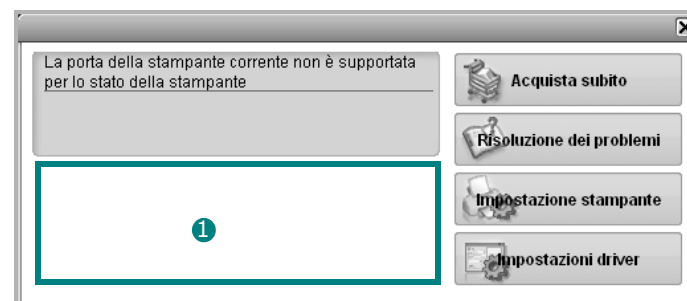 La porta della stampante corrente non è supportata
per lo stato della stampante
Acquista subito
Risoluzione dei problemi
Impostazione stampante
Impostazioni driver
1